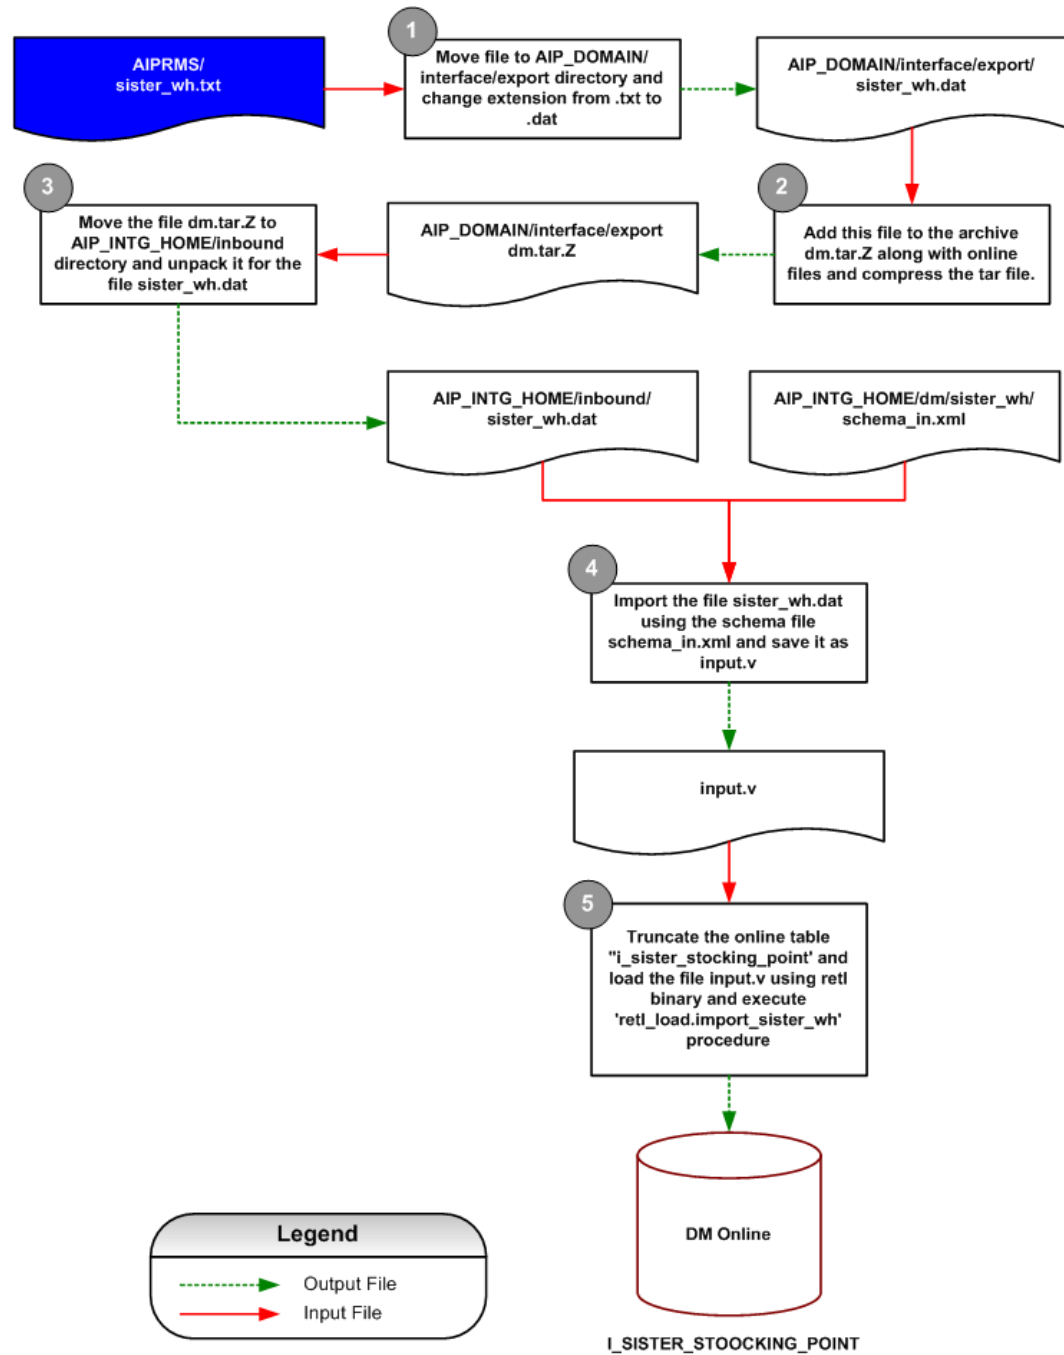 AIPRMS/
sister_wh.txt
1
Move file to AIP_DOMAIN/
interface/export directory and
change extension from .txt to
.dat
AIP_DOMAIN/interface/export/
sister_wh.dat
3
Move the file dm.tar.Z to
AIP_INTG_HOME/inbound
directory and unpack it for the
file sister_wh.dat
AIP_DOMAIN/interface/export
dm.tar.Z
2
Add this file to the archive
dm.tar.Z along with online
files and compress the tar file.
AIP_INTG_HOME/inbound/
sister_wh.dat
AIP_INTG_HOME/dm/sister_wh/
schema_in.xml
4
Import the file sister_wh.dat
using the schema file
schema_in.xml and save it as
input.v
input.v
5
Truncate the online table
"i_sister_stocking_point' and
load the file input.v using retl
binary and execute
'retl_load.import_sister_wh'
procedure
DM Online
I_SISTER_STOOCKING_POINT
Legend
Output File
Input File